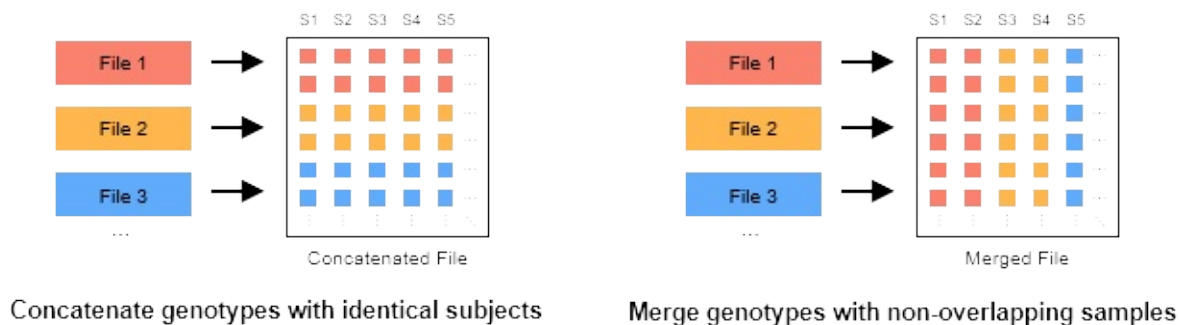 S1 S2 S3 S4 S5
File 1
File 2
File 3
...
Concatenated File
Concatenate genotypes with identical subjects
S1 S2 S3 S4 S5
File 1
File 2
File 3
...
Merged File
Merge genotypes with non-overlapping samples